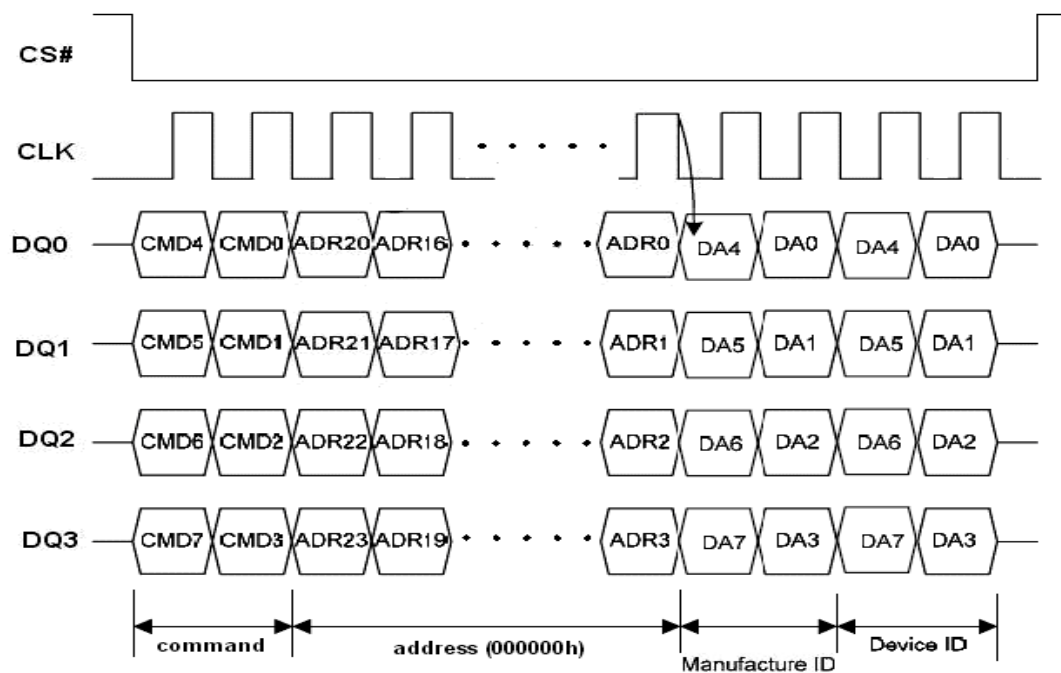 CS#
CLK
DQ0 CMD4 CMD0 ADR20 ADR16 ADR0 DA4 DA0 DA4 DA0
DQ1 CMD5 CMD1 ADR21 ADR17 ADR1 DA5 DA1 DA5 DA1
DQ2 CMD6 CMD2 ADR22 ADR18 ADR2 DA6 DA2 DA6 DA2
DQ3 CMD7 CMD3 ADR23 ADR19 ADR3 DA7 DA3 DA7 DA3
command address (000000h) Manufacture ID Device ID